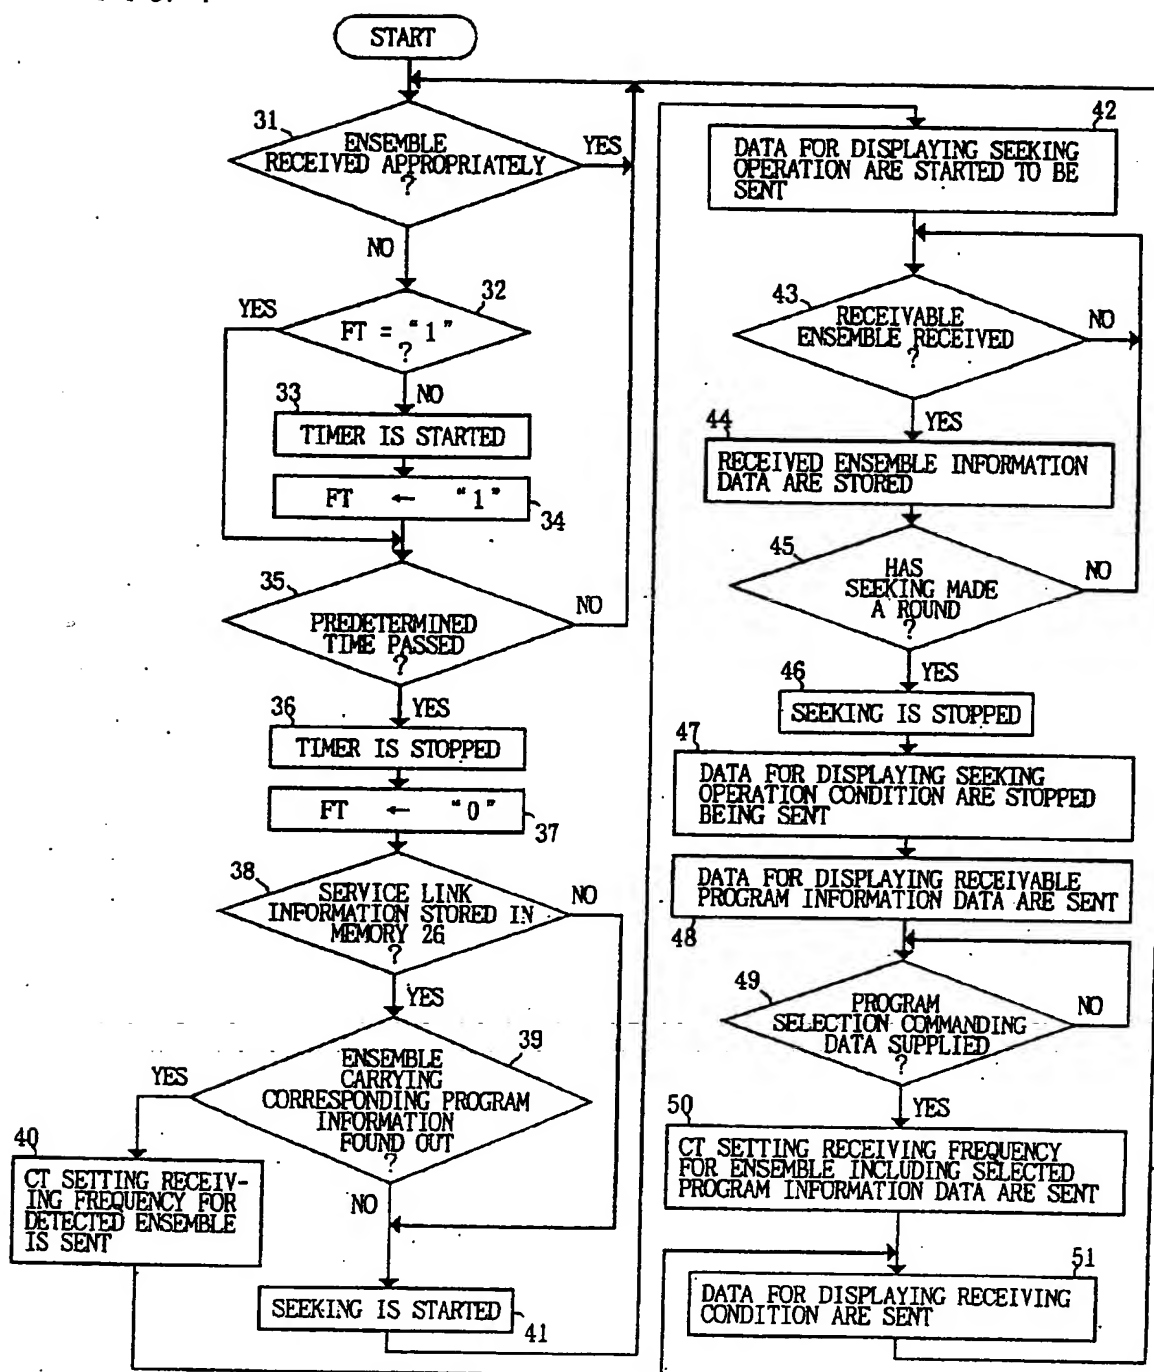 START
31
ENSEMBLE
RECEIVED APPROPRIATELY
?
YES
NO
32
YES
FT = "1"
?
NO
33
TIMER IS STARTED
FT ← "1"
34
35
PREDETERMINED
TIME PASSED
?
NO
YES
36
TIMER IS STOPPED
FT ← "0"
37
38
SERVICE LINK
INFORMATION STORED IN
MEMORY 26
?
NO
YES
39
ENSEMBLE
CARRYING
CORRESPONDING PROGRAM
INFORMATION
FOUND OUT
?
YES
NO
40
CT SETTING RECEIV-
ING FREQUENCY FOR
DETECTED ENSEMBLE
IS SENT
SEEKING IS STARTED
41
42
DATA FOR DISPLAYING SEEKING
OPERATION ARE STARTED TO BE
SENT
43
RECEIVABLE
ENSEMBLE RECEIVED
?
NO
YES
44
RECEIVED ENSEMBLE INFORMATION
DATA ARE STORED
45
HAS
SEEKING MADE
A ROUND
?
NO
YES
46
SEEKING IS STOPPED
47
DATA FOR DISPLAYING SEEKING
OPERATION CONDITION ARE STOPPED
BEING SENT
DATA FOR DISPLAYING RECEIVABLE
PROGRAM INFORMATION DATA ARE SENT
48
49
PROGRAM
SELECTION COMMANDING
DATA SUPPLIED
?
NO
YES
50
CT SETTING RECEIVING FREQUENCY
FOR ENSEMBLE INCLUDING SELECTED
PROGRAM INFORMATION DATA ARE SENT
51
DATA FOR DISPLAYING RECEIVING
CONDITION ARE SENT